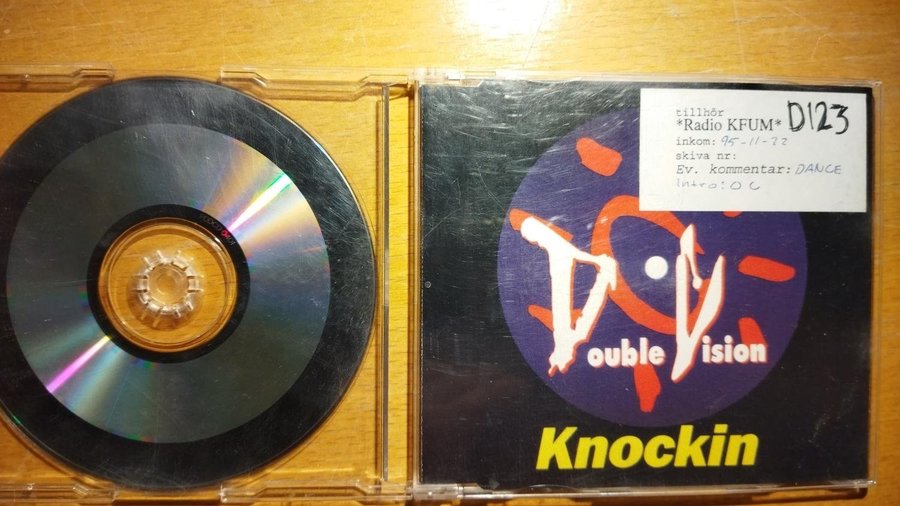 tillhör
*Radio KFUM* D123
inkom: 95-11-22
skiva nr:
Ev. kommentar: DANCE
Intro: 0
Double Vision
Knockin